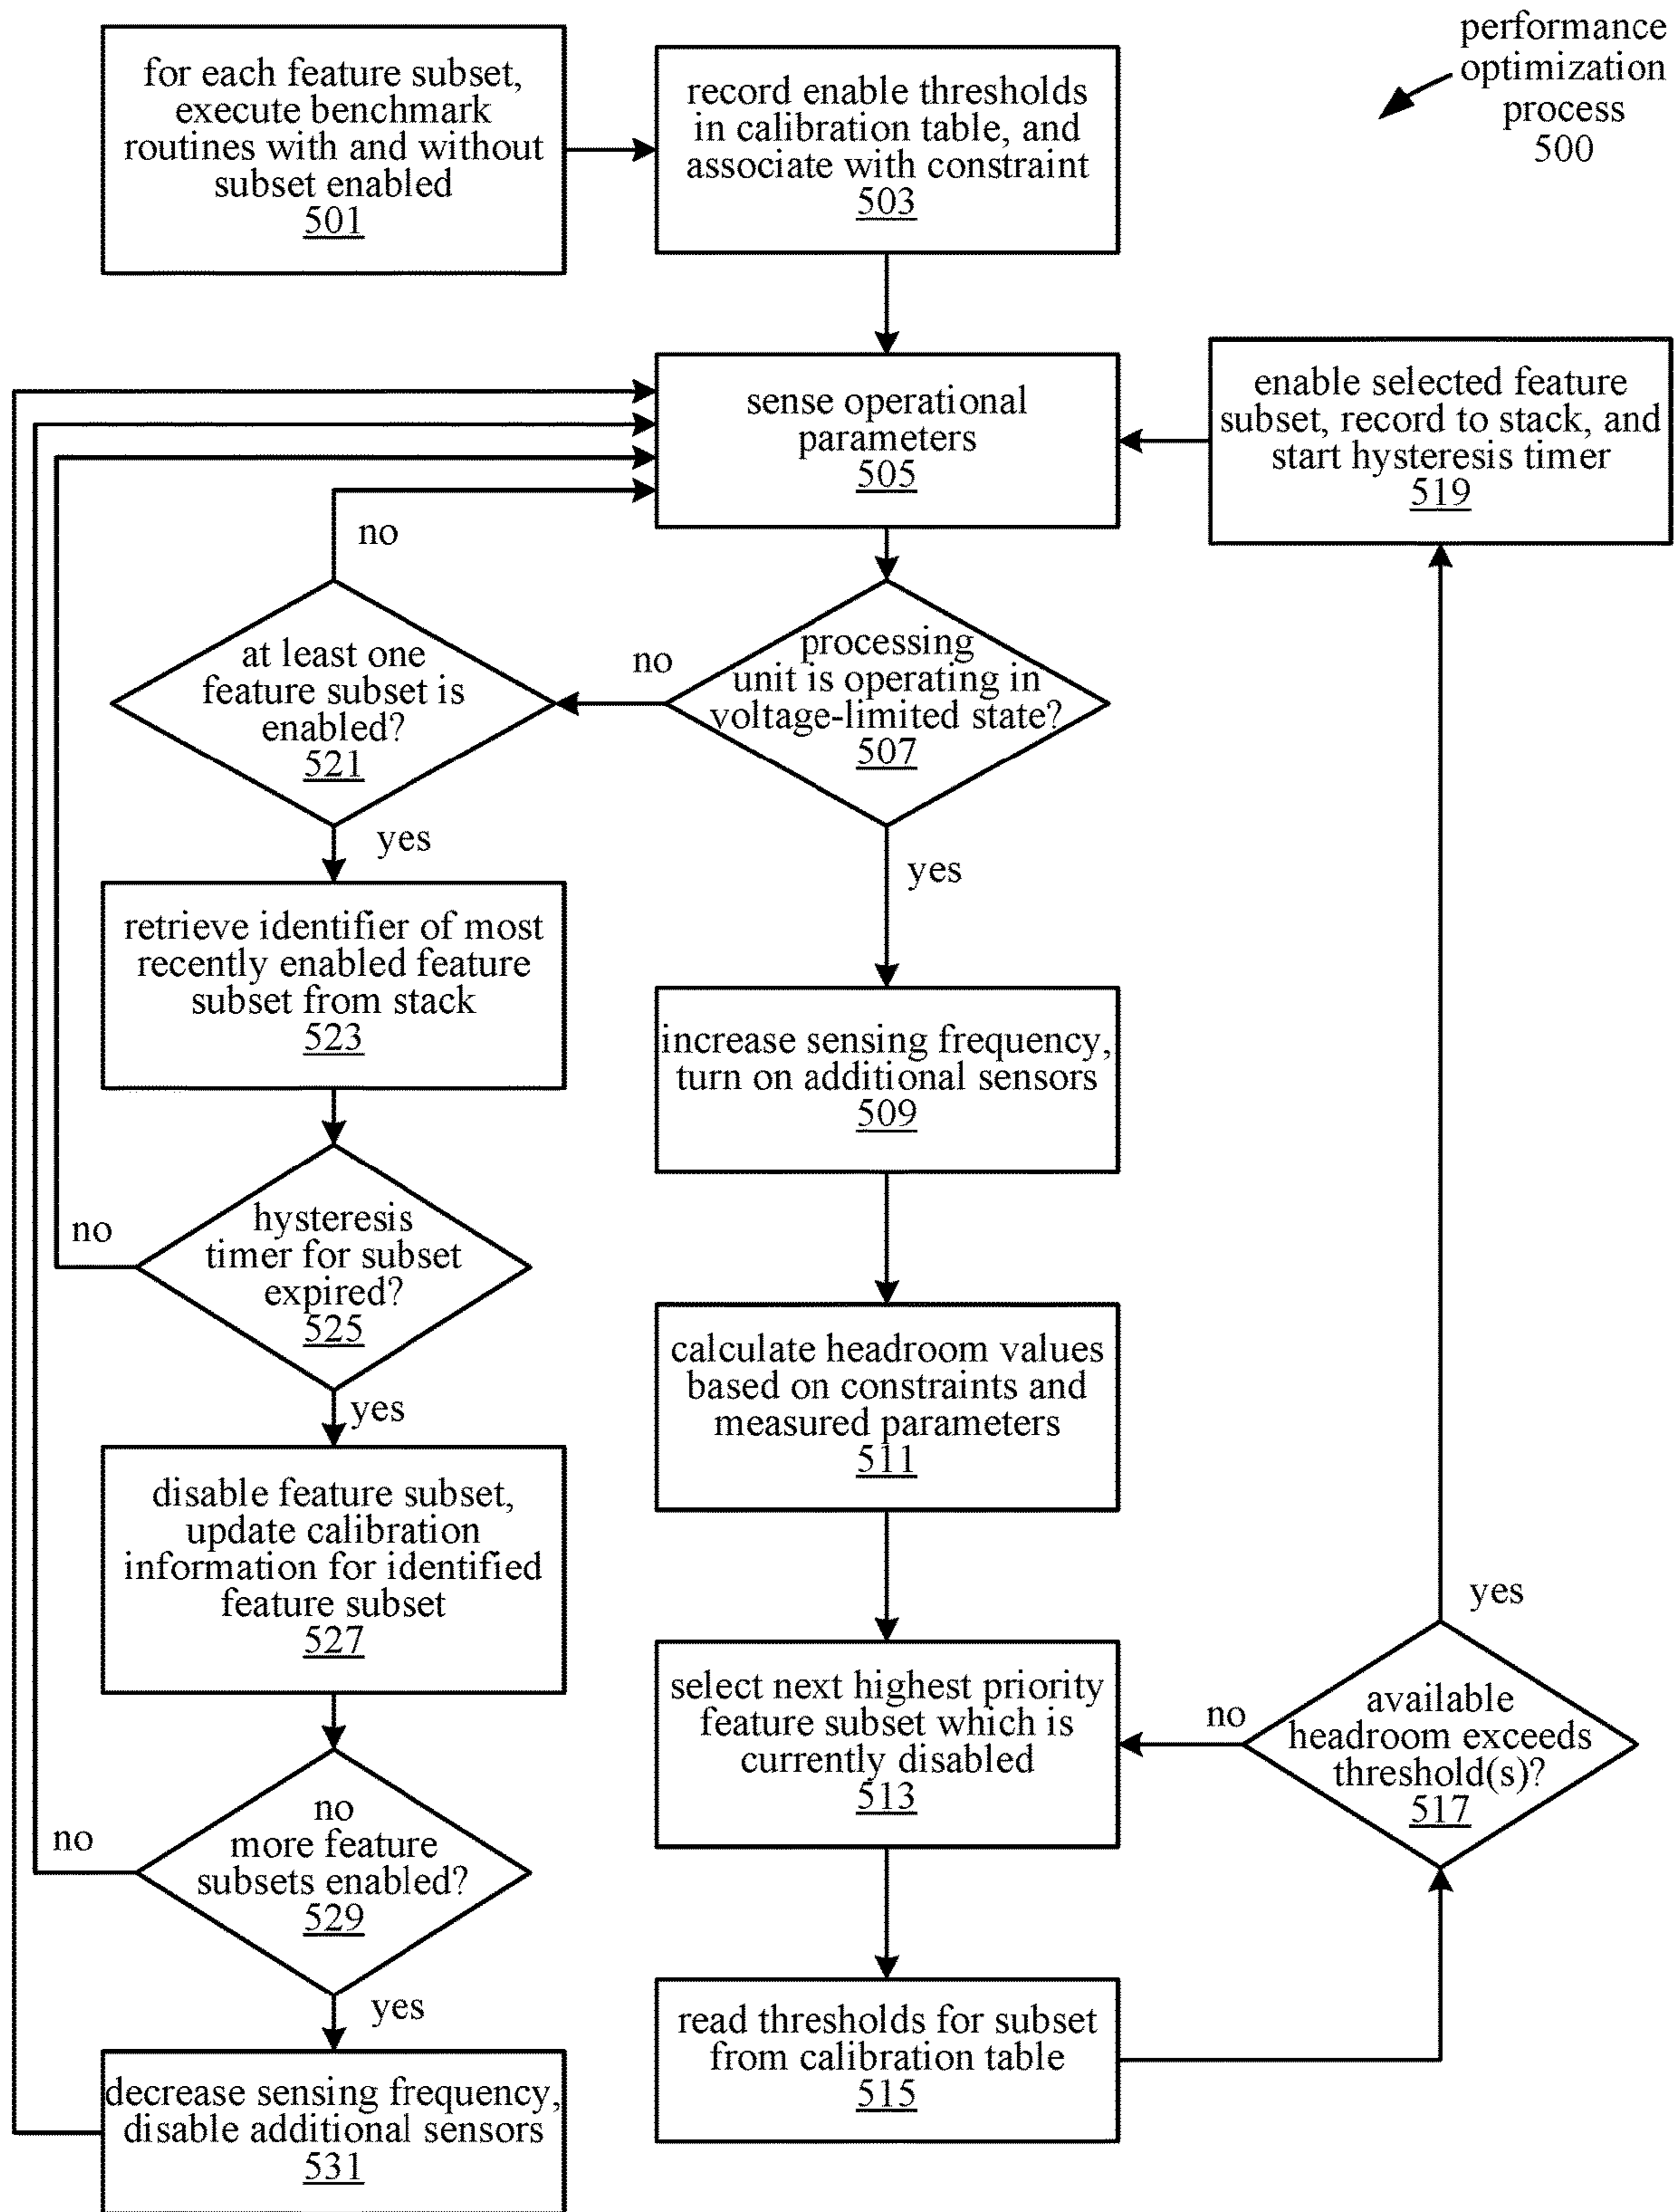 performance
optimization
process
500
for each feature subset,
execute benchmark
routines with and without
subset enabled
501
record enable thresholds
in calibration table, and
associate with constraint
503
sense operational
parameters
505
enable selected feature
subset, record to stack, and
start hysteresis timer
519
no
at least one
feature subset is
enabled?
521
no
processing
unit is operating in
voltage-limited state?
507
yes
yes
retrieve identifier of most
recently enabled feature
subset from stack
523
increase sensing frequency,
turn on additional sensors
509
no
hysteresis
timer for subset
expired?
525
yes
calculate headroom values
based on constraints and
measured parameters
511
disable feature subset,
update calibration
information for identified
feature subset
527
select next highest priority
feature subset which is
currently disabled
513
yes
no
available
headroom exceeds
threshold(s)?
517
no
no
more feature
subsets enabled?
529
yes
read thresholds for subset
from calibration table
515
decrease sensing frequency,
disable additional sensors
531